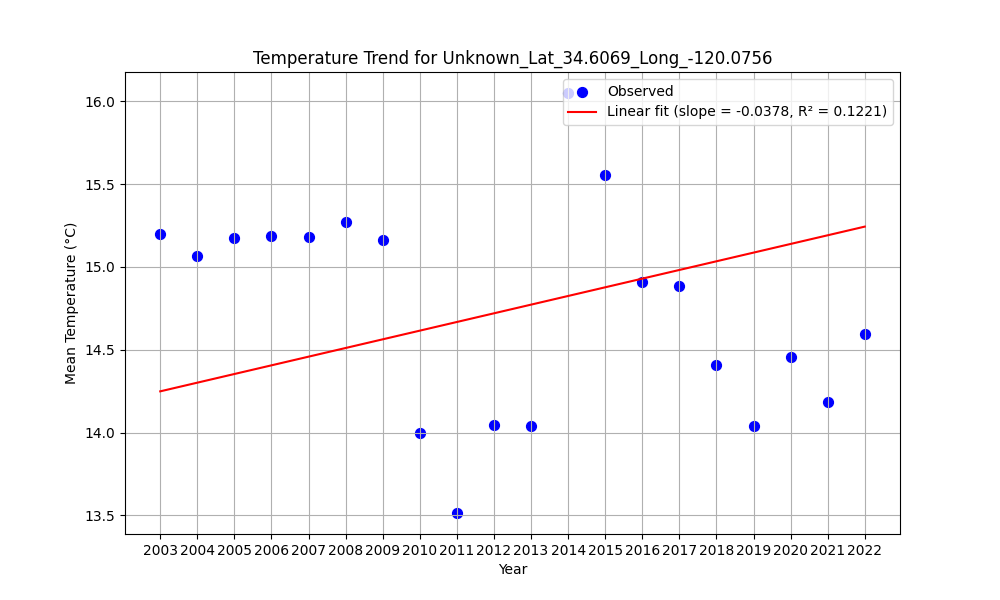 Temperature Trend for Unknown_Lat_34.6069_Long_-120.0756
Observed
Linear fit (slope = -0.0378, R² = 0.1221)
Mean Temperature (°C)
16.0
15.5
15.0
14.5
14.0
13.5
2003 2004 2005 2006 2007 2008 2009 2010 2011 2012 2013 2014 2015 2016 2017 2018 2019 2020 2021 2022
Year